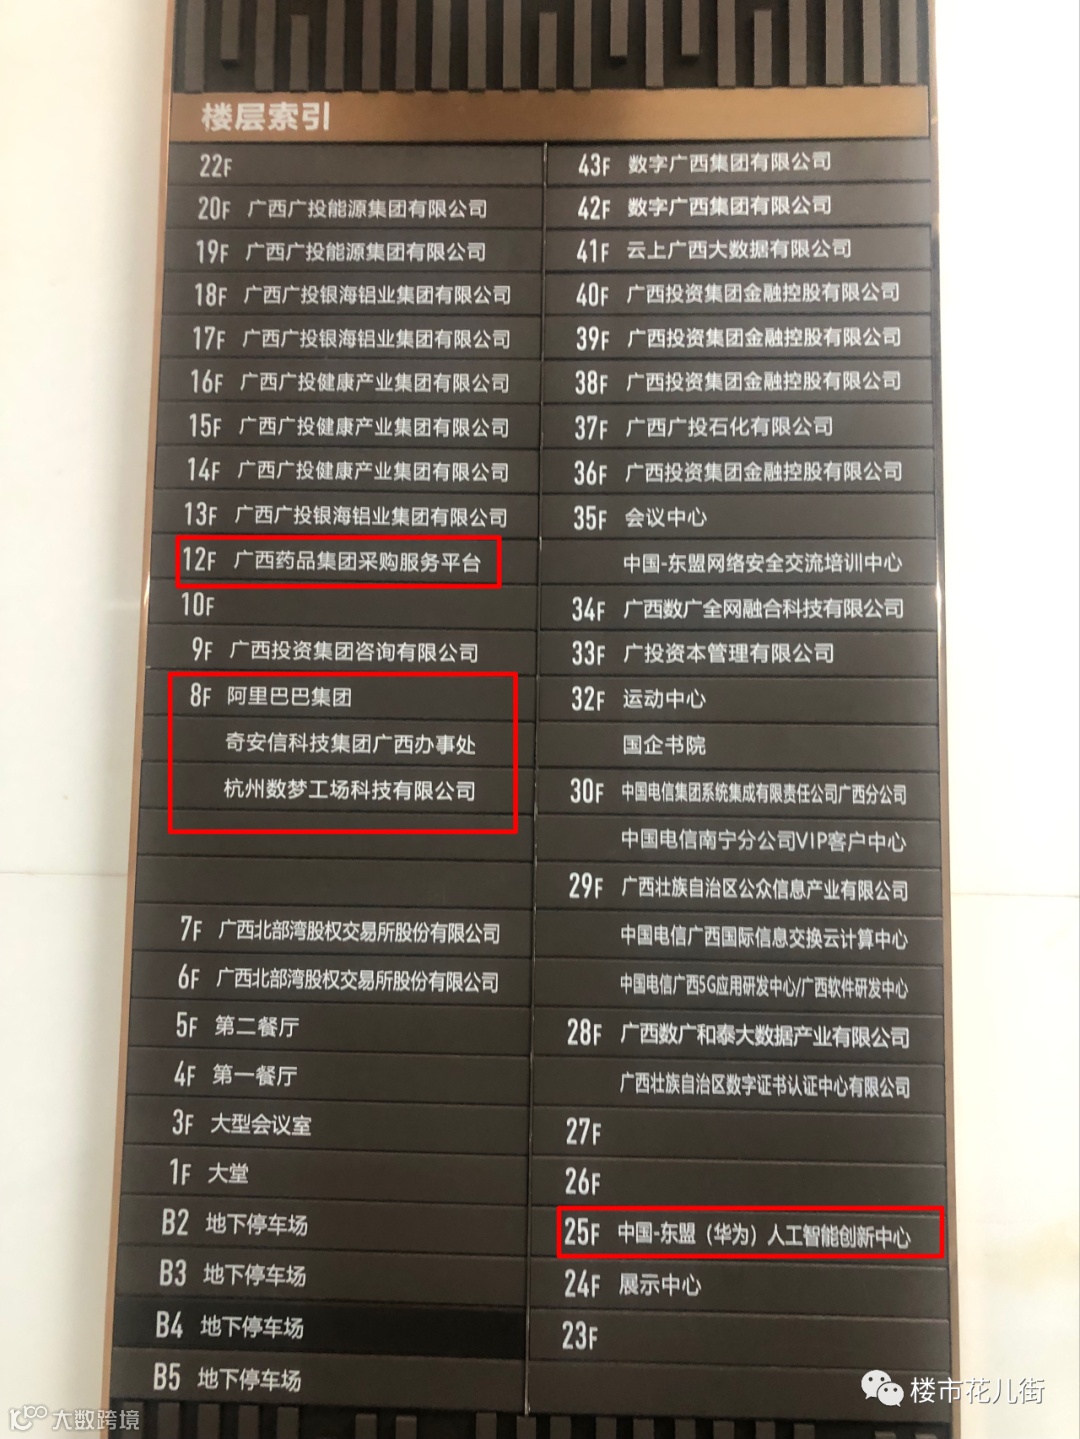 楼层索引
22F
20F 广西广投能源集团有限公司
19F 广西广投能源集团有限公司
18F 广西广投银海铝业集团有限公司
17F 广西广投银海铝业集团有限公司
16F 广西广投健康产业集团有限公司
15F 广西广投健康产业集团有限公司
14F 广西广投健康产业集团有限公司
13F 广西广投银海铝业集团有限公司
12F 广西药品集团采购服务平台
10F
9F 广西投资集团咨询有限公司
8F 阿里巴巴集团
奇安信科技集团广西办事处
杭州数梦工场科技有限公司
7F 广西北部湾股权交易所股份有限公司
6F 广西北部湾股权交易所股份有限公司
5F 第二餐厅
4F 第一餐厅
3F 大型会议室
1F 大堂
B2 地下停车场
B3 地下停车场
B4 地下停车场
B5 地下停车场
43F 数字广西集团有限公司
42F 数字广西集团有限公司
41F 云上广西大数据有限公司
40F 广西投资集团金融控股有限公司
39F 广西投资集团金融控股有限公司
38F 广西投资集团金融控股有限公司
37F 广西广投石化有限公司
36F 广西投资集团金融控股有限公司
35F 会议中心
中国-东盟网络安全交流培训中心
34F 广西数广全网融合科技有限公司
33F 广投资本管理有限公司
32F 运动中心
国企书院
30F 中国电信集团系统集成有限责任公司广西分公司
中国电信南宁分公司VIP客户中心
29F 广西壮族自治区公众信息产业有限公司
中国电信广西国际信息交换云计算中心
中国电信广西5G应用研发中心/广西软件研发中心
28F 广西数广和泰大数据产业有限公司
广西壮族自治区数字证书认证中心有限公司
27F
26F
25F 中国-东盟（华为）人工智能创新中心
24F 展示中心
23F
楼市花儿街
大数跨境